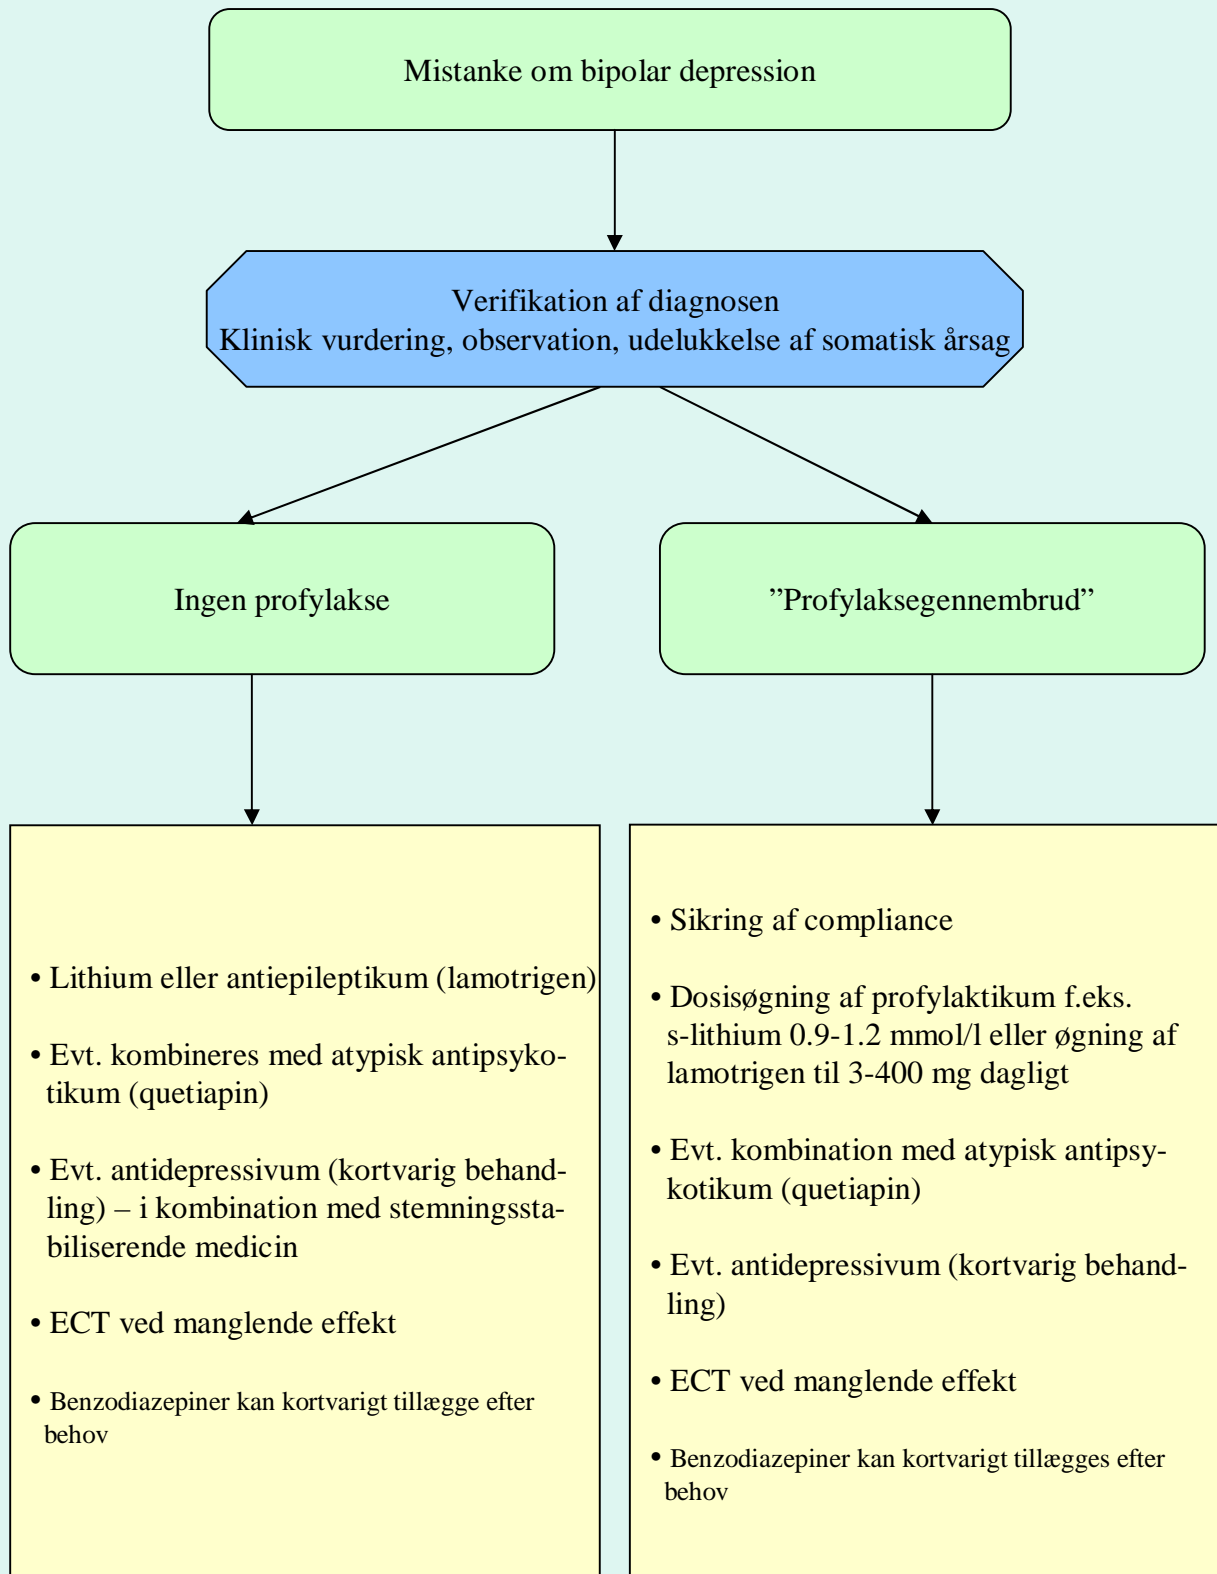 Mistanke om bipolar depression
Verifikation af diagnosen
Klinisk vurdering, observation, udelukkelse af somatisk årsag
Ingen profylakse
”Profylaksegennembrud”
• Lithium eller antiepileptikum (lamotrigen)
• Evt. kombineres med atypisk antipsyko-
tikum (quetiapin)
• Evt. antidepressivum (kortvarig behand-
ling) – i kombination med stemningssta-
biliserende medicin
• ECT ved manglende effekt
• Benzodiazepiner kan kortvarigt tillægge efter
behov
• Sikring af compliance
• Dosisøgning af profylaktikum f.eks.
s-lithium 0.9-1.2 mmol/l eller øgning af
lamotrigen til 3-400 mg dagligt
• Evt. kombination med atypisk antipsy-
kotikum (quetiapin)
• Evt. antidepressivum (kortvarig behand-
ling)
• ECT ved manglende effekt
• Benzodiazepiner kan kortvarigt tillægges efter
behov